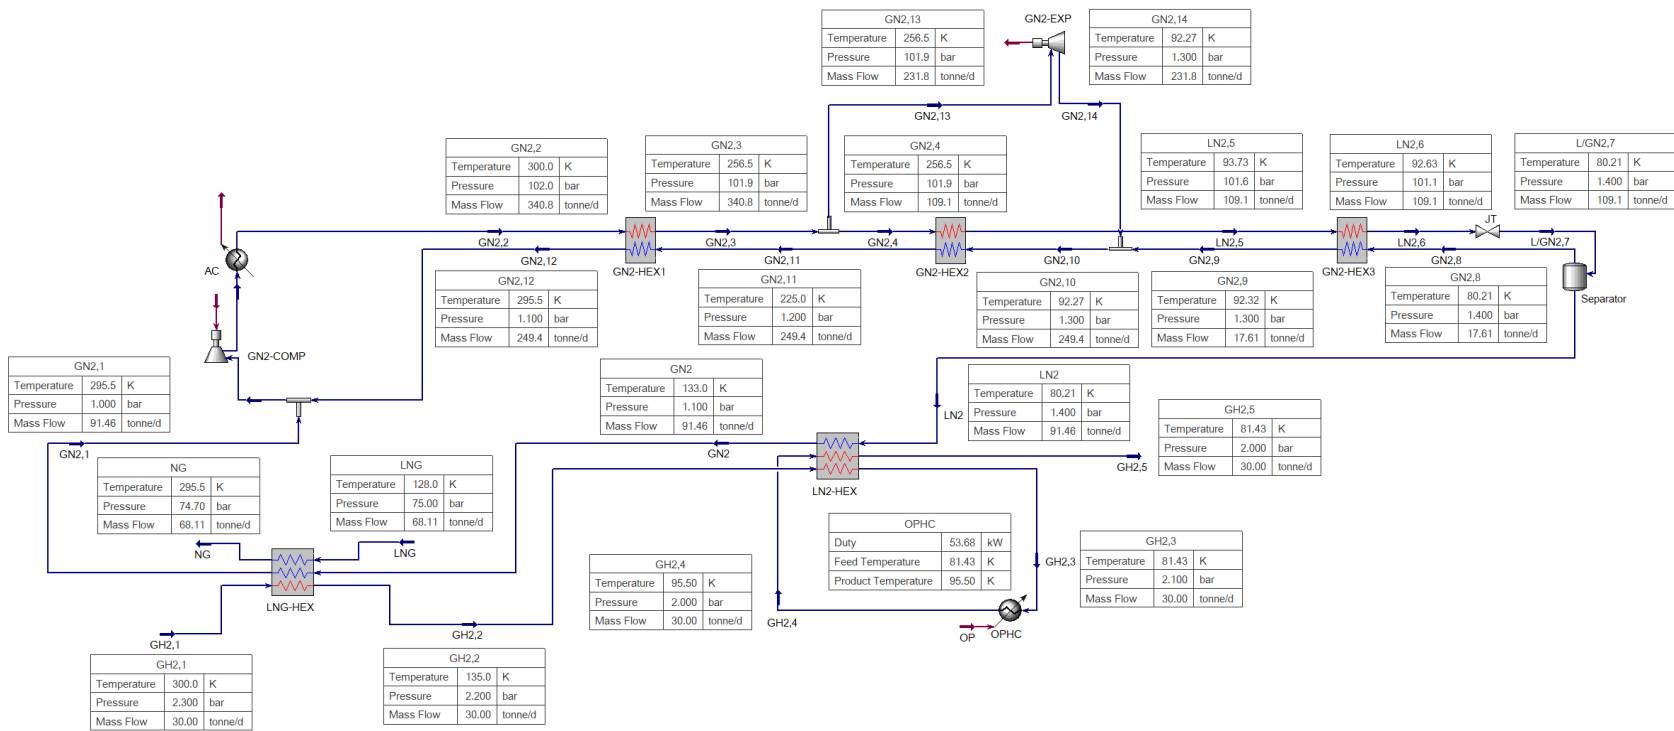 GN2,13
Temperature 256.5 K
Pressure 101.9 bar
Mass Flow 231.8 tonne/d
GN2-EXP
GN2,14
Temperature 92.27 K
Pressure 1.300 bar
Mass Flow 231.8 tonne/d
GN2,13
GN2,14
GN2,2
Temperature 300.0 K
Pressure 102.0 bar
Mass Flow 340.8 tonne/d
GN2,3
Temperature 256.5 K
Pressure 101.9 bar
Mass Flow 340.8 tonne/d
GN2,4
Temperature 256.5 K
Pressure 101.9 bar
Mass Flow 109.1 tonne/d
LN2,5
Temperature 93.73 K
Pressure 101.6 bar
Mass Flow 109.1 tonne/d
LN2,6
Temperature 92.63 K
Pressure 101.1 bar
Mass Flow 109.1 tonne/d
L/GN2,7
Temperature 80.21 K
Pressure 1.400 bar
Mass Flow 109.1 tonne/d
JT
GN2,2
GN2,3
GN2,4
LN2,5
LN2,6
L/GN2,7
GN2,12
GN2-HEX1
GN2,11
GN2-HEX2
GN2,10
GN2,9
GN2-HEX3
GN2,8
AC
Separator
GN2,12
Temperature 295.5 K
Pressure 1.100 bar
Mass Flow 249.4 tonne/d
GN2,11
Temperature 225.0 K
Pressure 1.200 bar
Mass Flow 249.4 tonne/d
GN2,10
Temperature 92.27 K
Pressure 1.300 bar
Mass Flow 249.4 tonne/d
GN2,9
Temperature 92.32 K
Pressure 1.300 bar
Mass Flow 17.61 tonne/d
GN2,8
Temperature 80.21 K
Pressure 1.400 bar
Mass Flow 17.61 tonne/d
GN2-COMP
GN2,1
Temperature 295.5 K
Pressure 1.000 bar
Mass Flow 91.46 tonne/d
GN2
Temperature 133.0 K
Pressure 1.100 bar
Mass Flow 91.46 tonne/d
LN2
Temperature 80.21 K
Pressure 1.400 bar
Mass Flow 91.46 tonne/d
LN2
GH2,5
Temperature 81.43 K
Pressure 2.000 bar
Mass Flow 30.00 tonne/d
GN2,1
GN2
GH2,5
LN2-HEX
NG
Temperature 295.5 K
Pressure 74.70 bar
Mass Flow 68.11 tonne/d
LNG
Temperature 128.0 K
Pressure 75.00 bar
Mass Flow 68.11 tonne/d
NG
LNG
OPHC
Duty 53.68 kW
Feed Temperature 81.43 K
Product Temperature 95.50 K
GH2,3
GH2,3
Temperature 81.43 K
Pressure 2.100 bar
Mass Flow 30.00 tonne/d
GH2,4
Temperature 95.50 K
Pressure 2.000 bar
Mass Flow 30.00 tonne/d
LNG-HEX
GH2,4
OP
OPHC
GH2,1
GH2,2
GH2,1
Temperature 300.0 K
Pressure 2.300 bar
Mass Flow 30.00 tonne/d
GH2,2
Temperature 135.0 K
Pressure 2.200 bar
Mass Flow 30.00 tonne/d